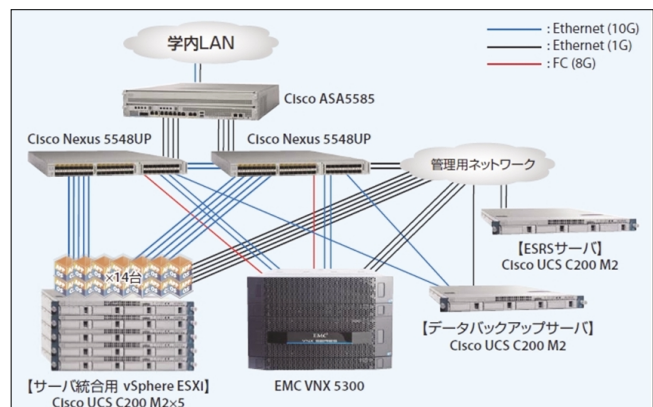 学内LAN
: Ethernet (10G)
: Ethernet (1G)
: FC (8G)
Cisco ASA5585
Cisco Nexus 5548UP
Cisco Nexus 5548UP
管理用ネットワーク
【ESRSサーバ】
Cisco UCS C200 M2
×14台
EMC
【データバックアップサーバ】
Cisco UCS C200 M2
【サーバ統合用 vSphere ESXi】
Cisco UCS C200 M2×5
EMC VNX 5300